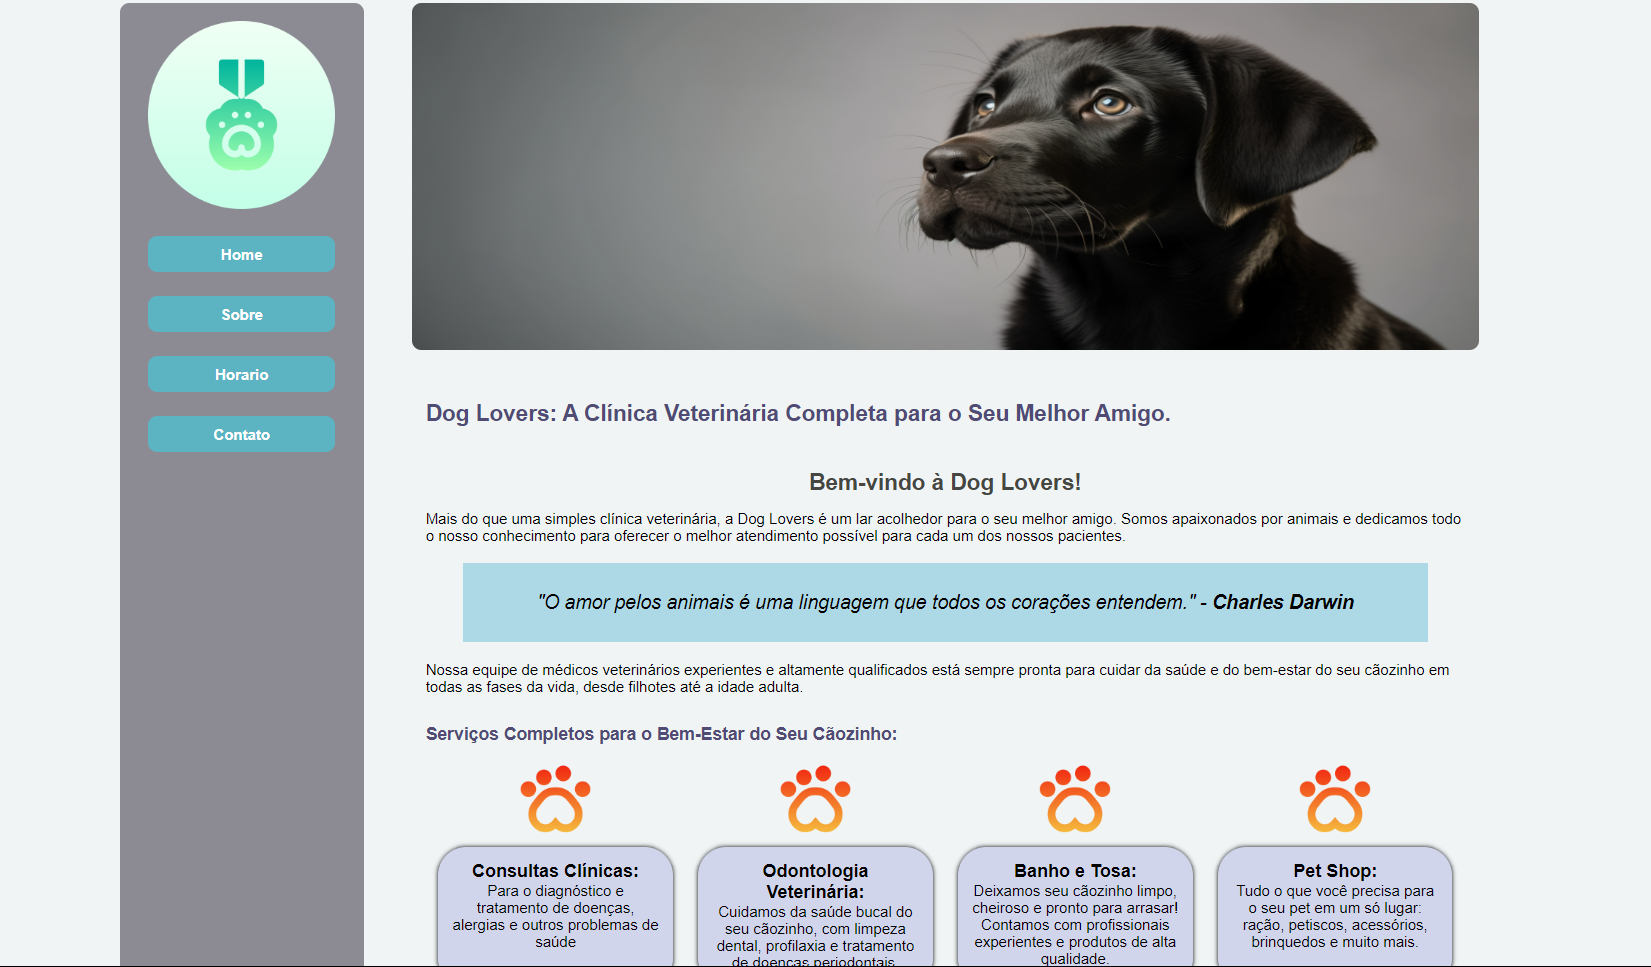 Home
Sobre
Horario
Contato
Dog Lovers: A Clínica Veterinária Completa para o Seu Melhor Amigo.
Bem-vindo à Dog Lovers!
Mais do que uma simples clínica veterinária, a Dog Lovers é um lar acolhedor para o seu melhor amigo. Somos apaixonados por animais e dedicamos todo
o nosso conhecimento para oferecer o melhor atendimento possível para cada um dos nossos pacientes.
"O amor pelos animais é uma linguagem que todos os corações entendem." - Charles Darwin
Nossa equipe de médicos veterinários experientes e altamente qualificados está sempre pronta para cuidar da saúde e do bem-estar do seu cãozinho em
todas as fases da vida, desde filhotes até a idade adulta.
Serviços Completos para o Bem-Estar do Seu Cãozinho:
Consultas Clínicas:
Para o diagnóstico e
tratamento de doenças,
alergias e outros problemas de
saúde
Odontologia
Veterinária:
Cuidamos da saúde bucal do
seu cãozinho, com limpeza
dental, profilaxia e tratamento
de doenças periodontais
Banho e Tosa:
Deixamos seu cãozinho limpo,
cheiroso e pronto para arrasar!
Contamos com profissionais
experientes e produtos de alta
qualidade.
Pet Shop:
Tudo o que você precisa para
o seu pet em um só lugar:
ração, petiscos, acessórios,
brinquedos e muito mais.